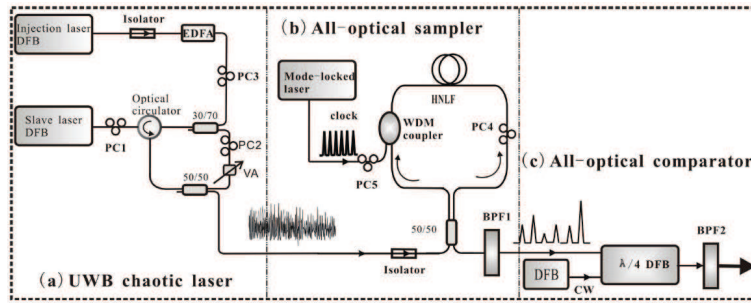 Injection laser
DFB
Isolator
EDFA
PC3
Slave laser
DFB
PC1
Optical
circulator
30/70
PC2
VA
50/50
(a) UWB chaotic laser
(b) All-optical sampler
Mode-locked
laser
clock
PC5
WDM
coupler
HNLF
PC4
50/50
Isolator
BPF1
(c) All-optical comparator
DFB
CW
λ/4 DFB
BPF2